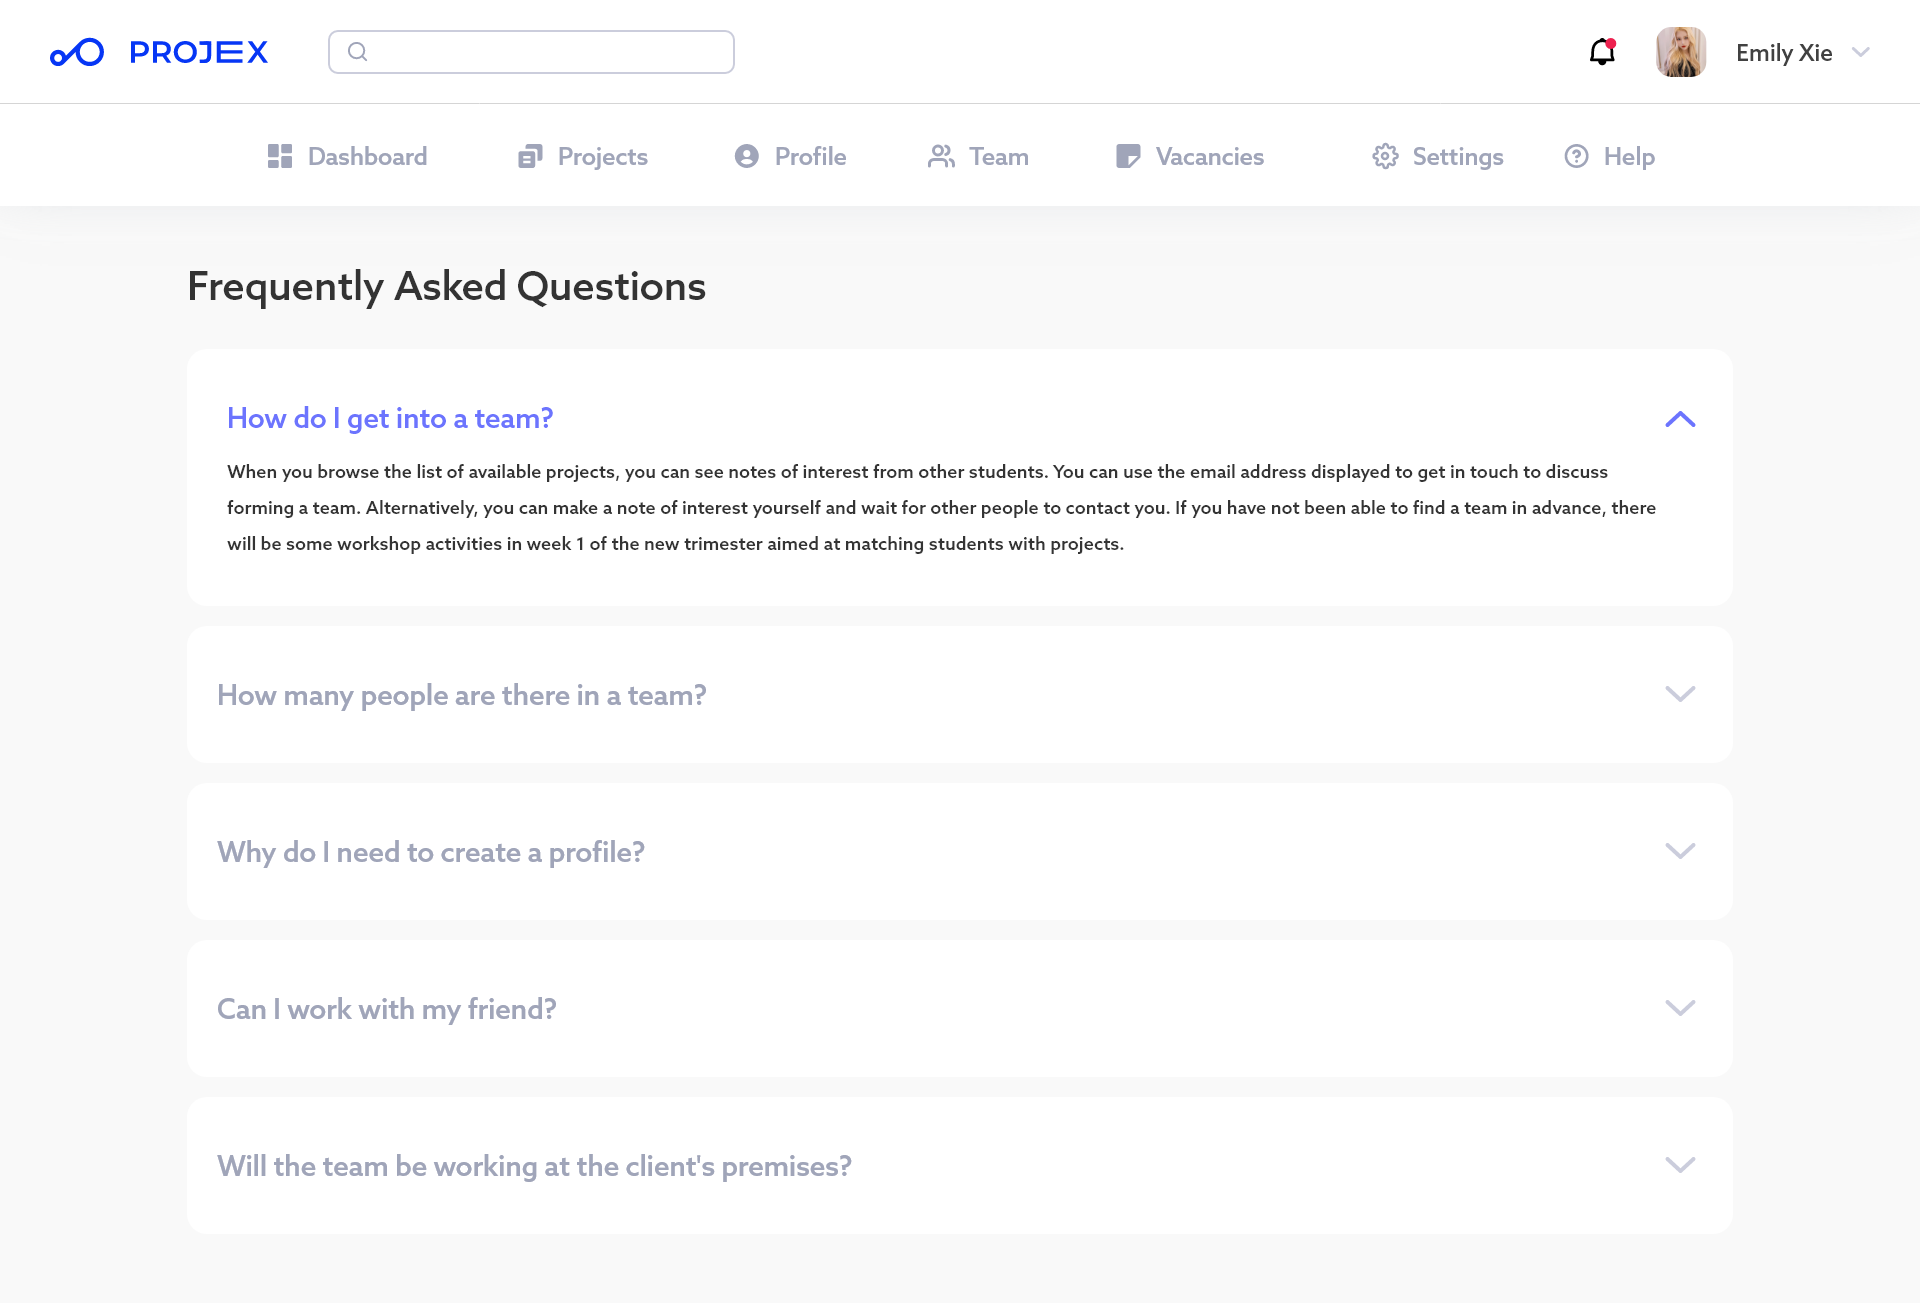 PROJEX
Emily Xie
Dashboard Projects Profile Team Vacancies Settings Help
Frequently Asked Questions
How do I get into a team?
When you browse the list of available projects, you can see notes of interest from other students. You can use the email address displayed to get in touch to discuss
forming a team. Alternatively, you can make a note of interest yourself and wait for other people to contact you. If you have not been able to find a team in advance, there
will be some workshop activities in week 1 of the new trimester aimed at matching students with projects.
How many people are there in a team?
Why do I need to create a profile?
Can I work with my friend?
Will the team be working at the client's premises?